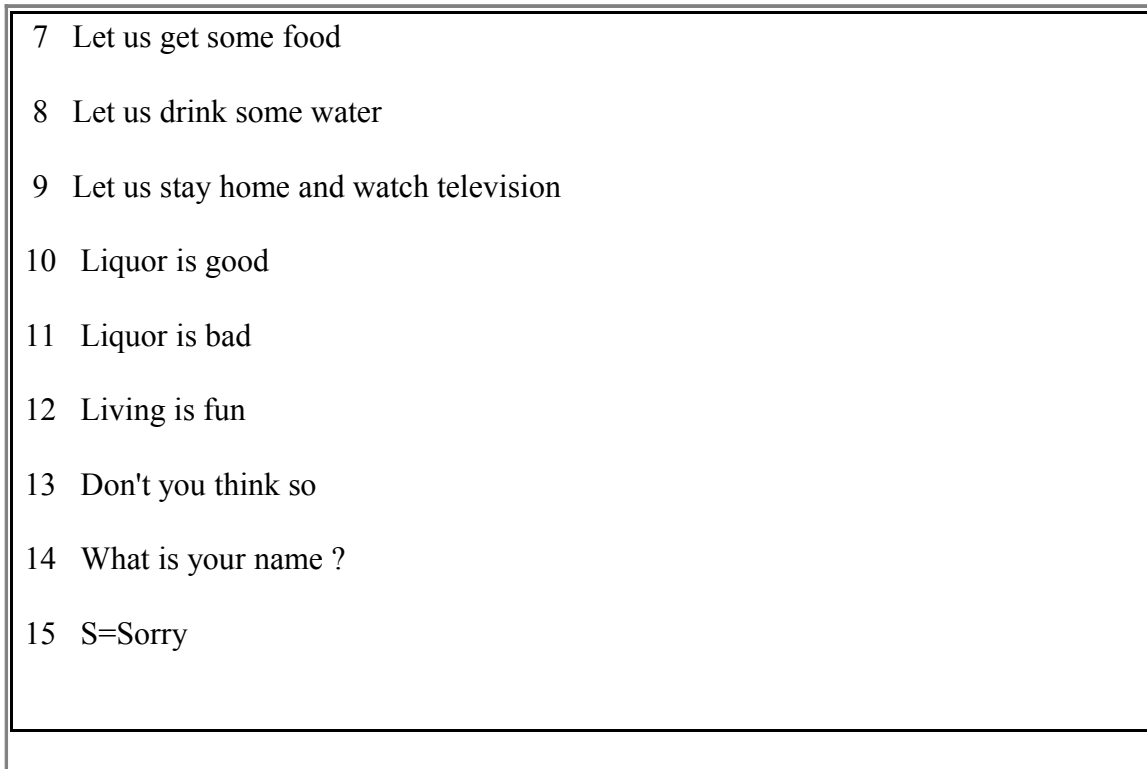 7 Let us get some food
8 Let us drink some water
9 Let us stay home and watch television
10 Liquor is good
11 Liquor is bad
12 Living is fun
13 Don't you think so
14 What is your name ?
15 S=Sorry